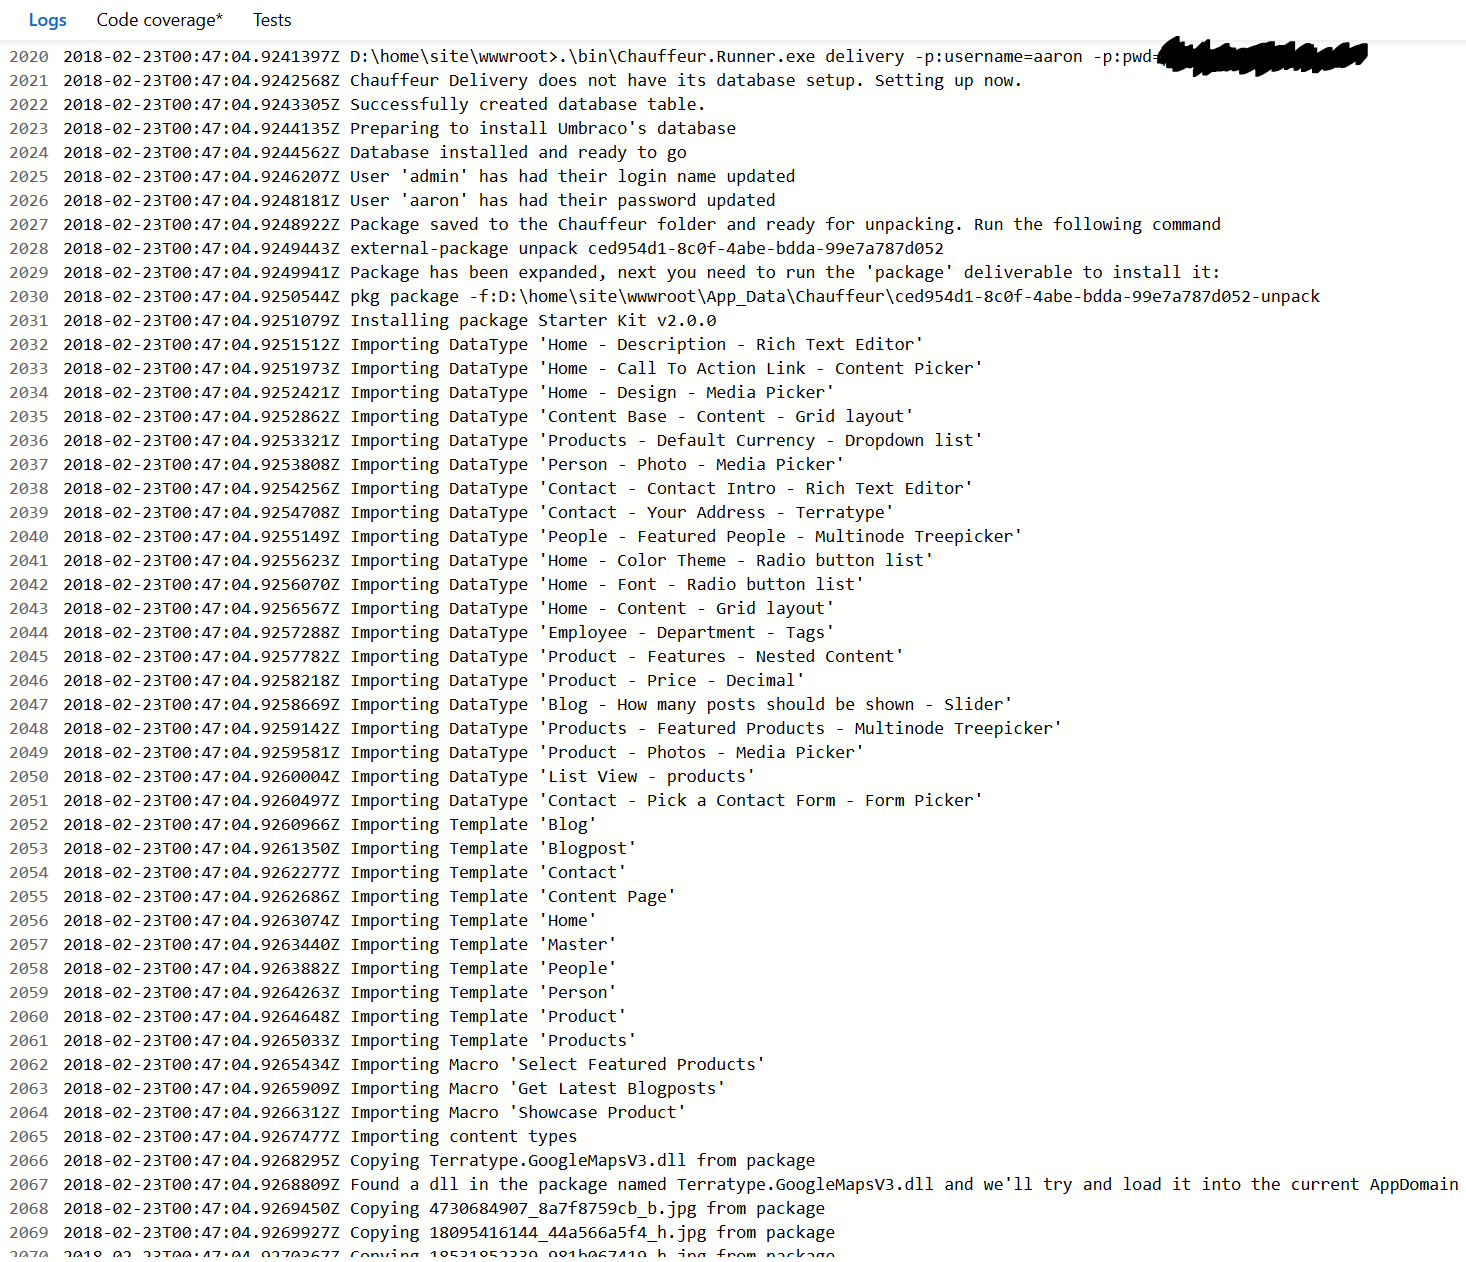 Logs Code coverage* Tests
2020 2018-02-23T00:47:04.9241397Z D:\home\site\wwwroot>.\bin\Chauffeur.Runner.exe delivery -p:username=aaron -p:pwd=
2021 2018-02-23T00:47:04.9242568Z Chauffeur Delivery does not have its database setup. Setting up now.
2022 2018-02-23T00:47:04.9243305Z Successfully created database table.
2023 2018-02-23T00:47:04.9244135Z Preparing to install Umbraco's database
2024 2018-02-23T00:47:04.9244562Z Database installed and ready to go
2025 2018-02-23T00:47:04.9246207Z User 'admin' has had their login name updated
2026 2018-02-23T00:47:04.9248181Z User 'aaron' has had their password updated
2027 2018-02-23T00:47:04.9248922Z Package saved to the Chauffeur folder and ready for unpacking. Run the following command
2028 2018-02-23T00:47:04.9249443Z external-package unpack ced954d1-8c0f-4abe-bdda-99e7a787d052
2029 2018-02-23T00:47:04.9249941Z Package has been expanded, next you need to run the 'package' deliverable to install it:
2030 2018-02-23T00:47:04.9250544Z pkg package -f:D:\home\site\wwwroot\App_Data\Chauffeur\ced954d1-8c0f-4abe-bdda-99e7a787d052-unpack
2031 2018-02-23T00:47:04.9251079Z Installing package Starter Kit v2.0.0
2032 2018-02-23T00:47:04.9251512Z Importing DataType 'Home - Description - Rich Text Editor'
2033 2018-02-23T00:47:04.9251973Z Importing DataType 'Home - Call To Action Link - Content Picker'
2034 2018-02-23T00:47:04.9252421Z Importing DataType 'Home - Design - Media Picker'
2035 2018-02-23T00:47:04.9252862Z Importing DataType 'Content Base - Content - Grid layout'
2036 2018-02-23T00:47:04.9253321Z Importing DataType 'Products - Default Currency - Dropdown list'
2037 2018-02-23T00:47:04.9253808Z Importing DataType 'Person - Photo - Media Picker'
2038 2018-02-23T00:47:04.9254256Z Importing DataType 'Contact - Contact Intro - Rich Text Editor'
2039 2018-02-23T00:47:04.9254708Z Importing DataType 'Contact - Your Address - Terratype'
2040 2018-02-23T00:47:04.9255149Z Importing DataType 'People - Featured People - Multinode Treepicker'
2041 2018-02-23T00:47:04.9255623Z Importing DataType 'Home - Color Theme - Radio button list'
2042 2018-02-23T00:47:04.9256070Z Importing DataType 'Home - Font - Radio button list'
2043 2018-02-23T00:47:04.9256567Z Importing DataType 'Home - Content - Grid layout'
2044 2018-02-23T00:47:04.9257288Z Importing DataType 'Employee - Department - Tags'
2045 2018-02-23T00:47:04.9257782Z Importing DataType 'Product - Features - Nested Content'
2046 2018-02-23T00:47:04.9258218Z Importing DataType 'Product - Price - Decimal'
2047 2018-02-23T00:47:04.9258669Z Importing DataType 'Blog - How many posts should be shown - Slider'
2048 2018-02-23T00:47:04.9259142Z Importing DataType 'Products - Featured Products - Multinode Treepicker'
2049 2018-02-23T00:47:04.9259581Z Importing DataType 'Product - Photos - Media Picker'
2050 2018-02-23T00:47:04.9260004Z Importing DataType 'List View - products'
2051 2018-02-23T00:47:04.9260497Z Importing DataType 'Contact - Pick a Contact Form - Form Picker'
2052 2018-02-23T00:47:04.9260966Z Importing Template 'Blog'
2053 2018-02-23T00:47:04.9261350Z Importing Template 'Blogpost'
2054 2018-02-23T00:47:04.9262277Z Importing Template 'Contact'
2055 2018-02-23T00:47:04.9262686Z Importing Template 'Content Page'
2056 2018-02-23T00:47:04.9263074Z Importing Template 'Home'
2057 2018-02-23T00:47:04.9263440Z Importing Template 'Master'
2058 2018-02-23T00:47:04.9263882Z Importing Template 'People'
2059 2018-02-23T00:47:04.9264263Z Importing Template 'Person'
2060 2018-02-23T00:47:04.9264648Z Importing Template 'Product'
2061 2018-02-23T00:47:04.9265033Z Importing Template 'Products'
2062 2018-02-23T00:47:04.9265434Z Importing Macro 'Select Featured Products'
2063 2018-02-23T00:47:04.9265909Z Importing Macro 'Get Latest Blogposts'
2064 2018-02-23T00:47:04.9266312Z Importing Macro 'Showcase Product'
2065 2018-02-23T00:47:04.9267477Z Importing content types
2066 2018-02-23T00:47:04.9268295Z Copying Terratype.GoogleMapsV3.dll from package
2067 2018-02-23T00:47:04.9268809Z Found a dll in the package named Terratype.GoogleMapsV3.dll and we'll try and load it into the current AppDomain
2068 2018-02-23T00:47:04.9269450Z Copying 4730684907_8a7f8759cb_b.jpg from package
2069 2018-02-23T00:47:04.9269927Z Copying 18095416144_44a566a5f4_h.jpg from package
2070 2018-02-23T00:47:04.9270367Z Copying 18531852339_981b067419_h.jpg from package